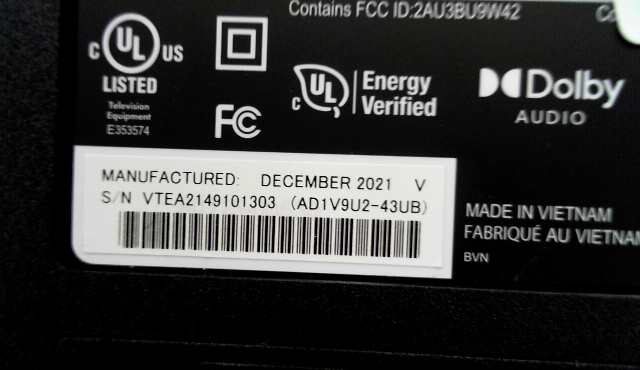 Contains FCC ID:2AU3BU9W42
c UL US
LISTED
Television
Equipment
E353574
FC
c UL Energy
Verified
Dolby
AUDIO
MANUFACTURED: DECEMBER 2021 V
S/N VTEA2149101303 (AD1V9U2-43UB)
MADE IN VIETNAM
FABRIQUÉ AU VIETNAM
BVN